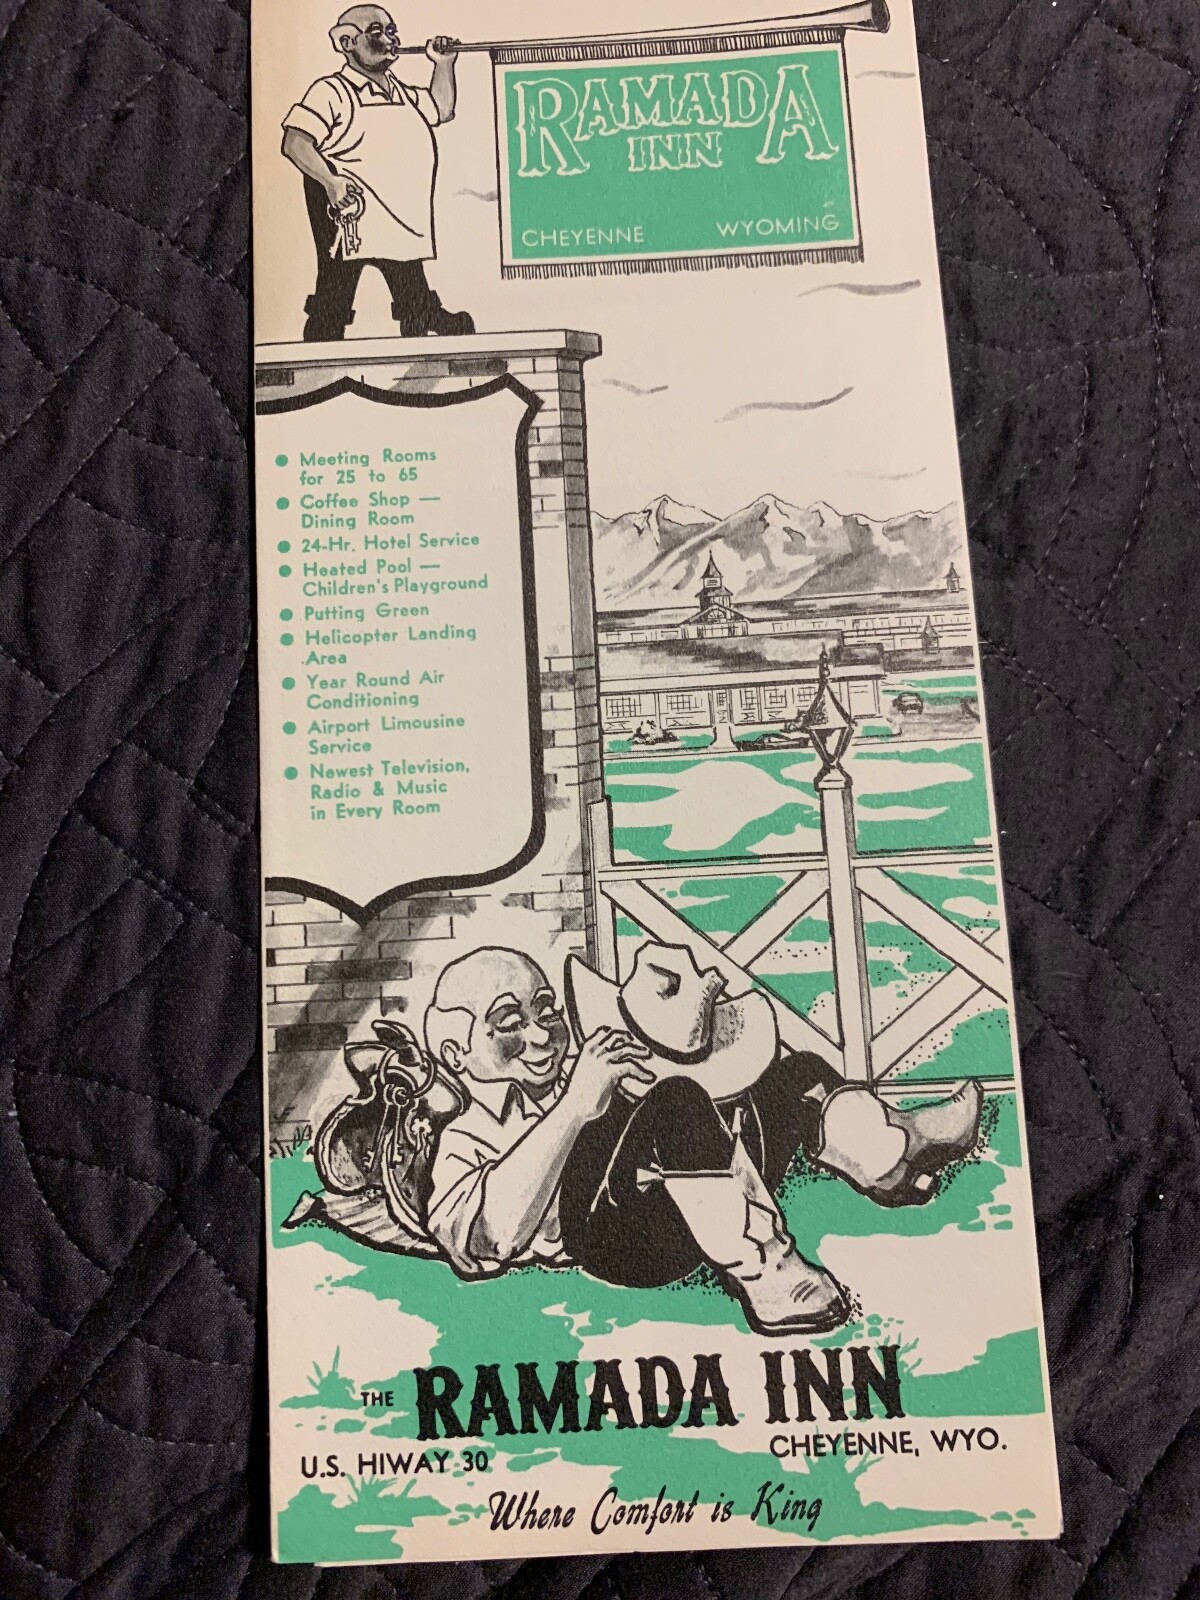 RAMADA
INN
CHEYENNE WYOMING
● Meeting Rooms
for 25 to 65
● Coffee Shop —
Dining Room
● 24-Hr. Hotel Service
● Heated Pool —
Children's Playground
● Putting Green
● Helicopter Landing
Area
● Year Round Air
Conditioning
● Airport Limousine
Service
● Newest Television,
Radio & Music
in Every Room
THE RAMADA INN
U.S. HIWAY 30 CHEYENNE, WYO.
Where Comfort is King